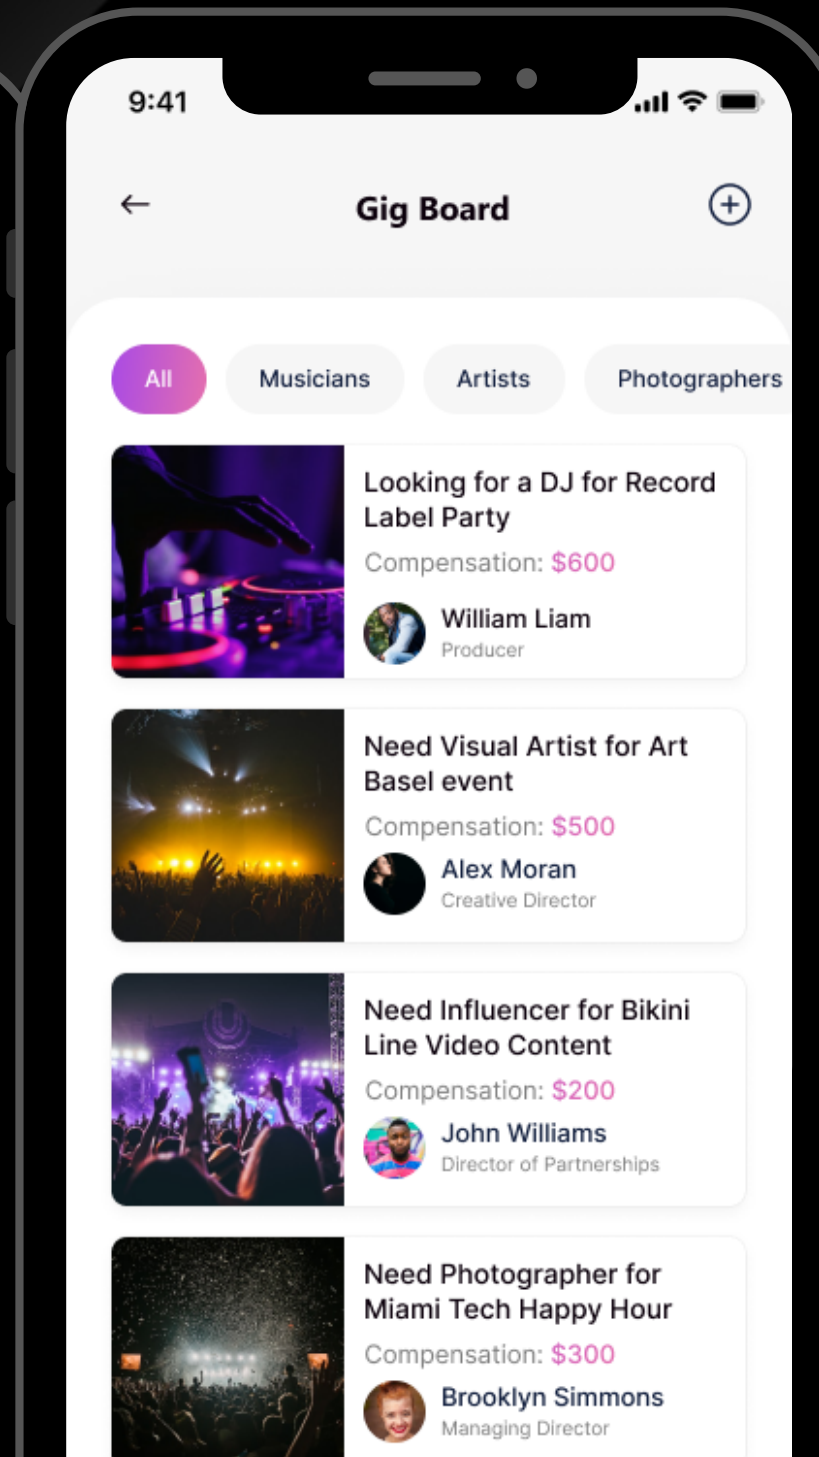 9:41
Gig Board
All
Musicians
Artists
Photographers
Looking for a DJ for Record
Label Party
Compensation: $600
William Liam
Producer
Need Visual Artist for Art
Basel event
Compensation: $500
Alex Moran
Creative Director
Need Influencer for Bikini
Line Video Content
Compensation: $200
John Williams
Director of Partnerships
Need Photographer for
Miami Tech Happy Hour
Compensation: $300
Brooklyn Simmons
Managing Director